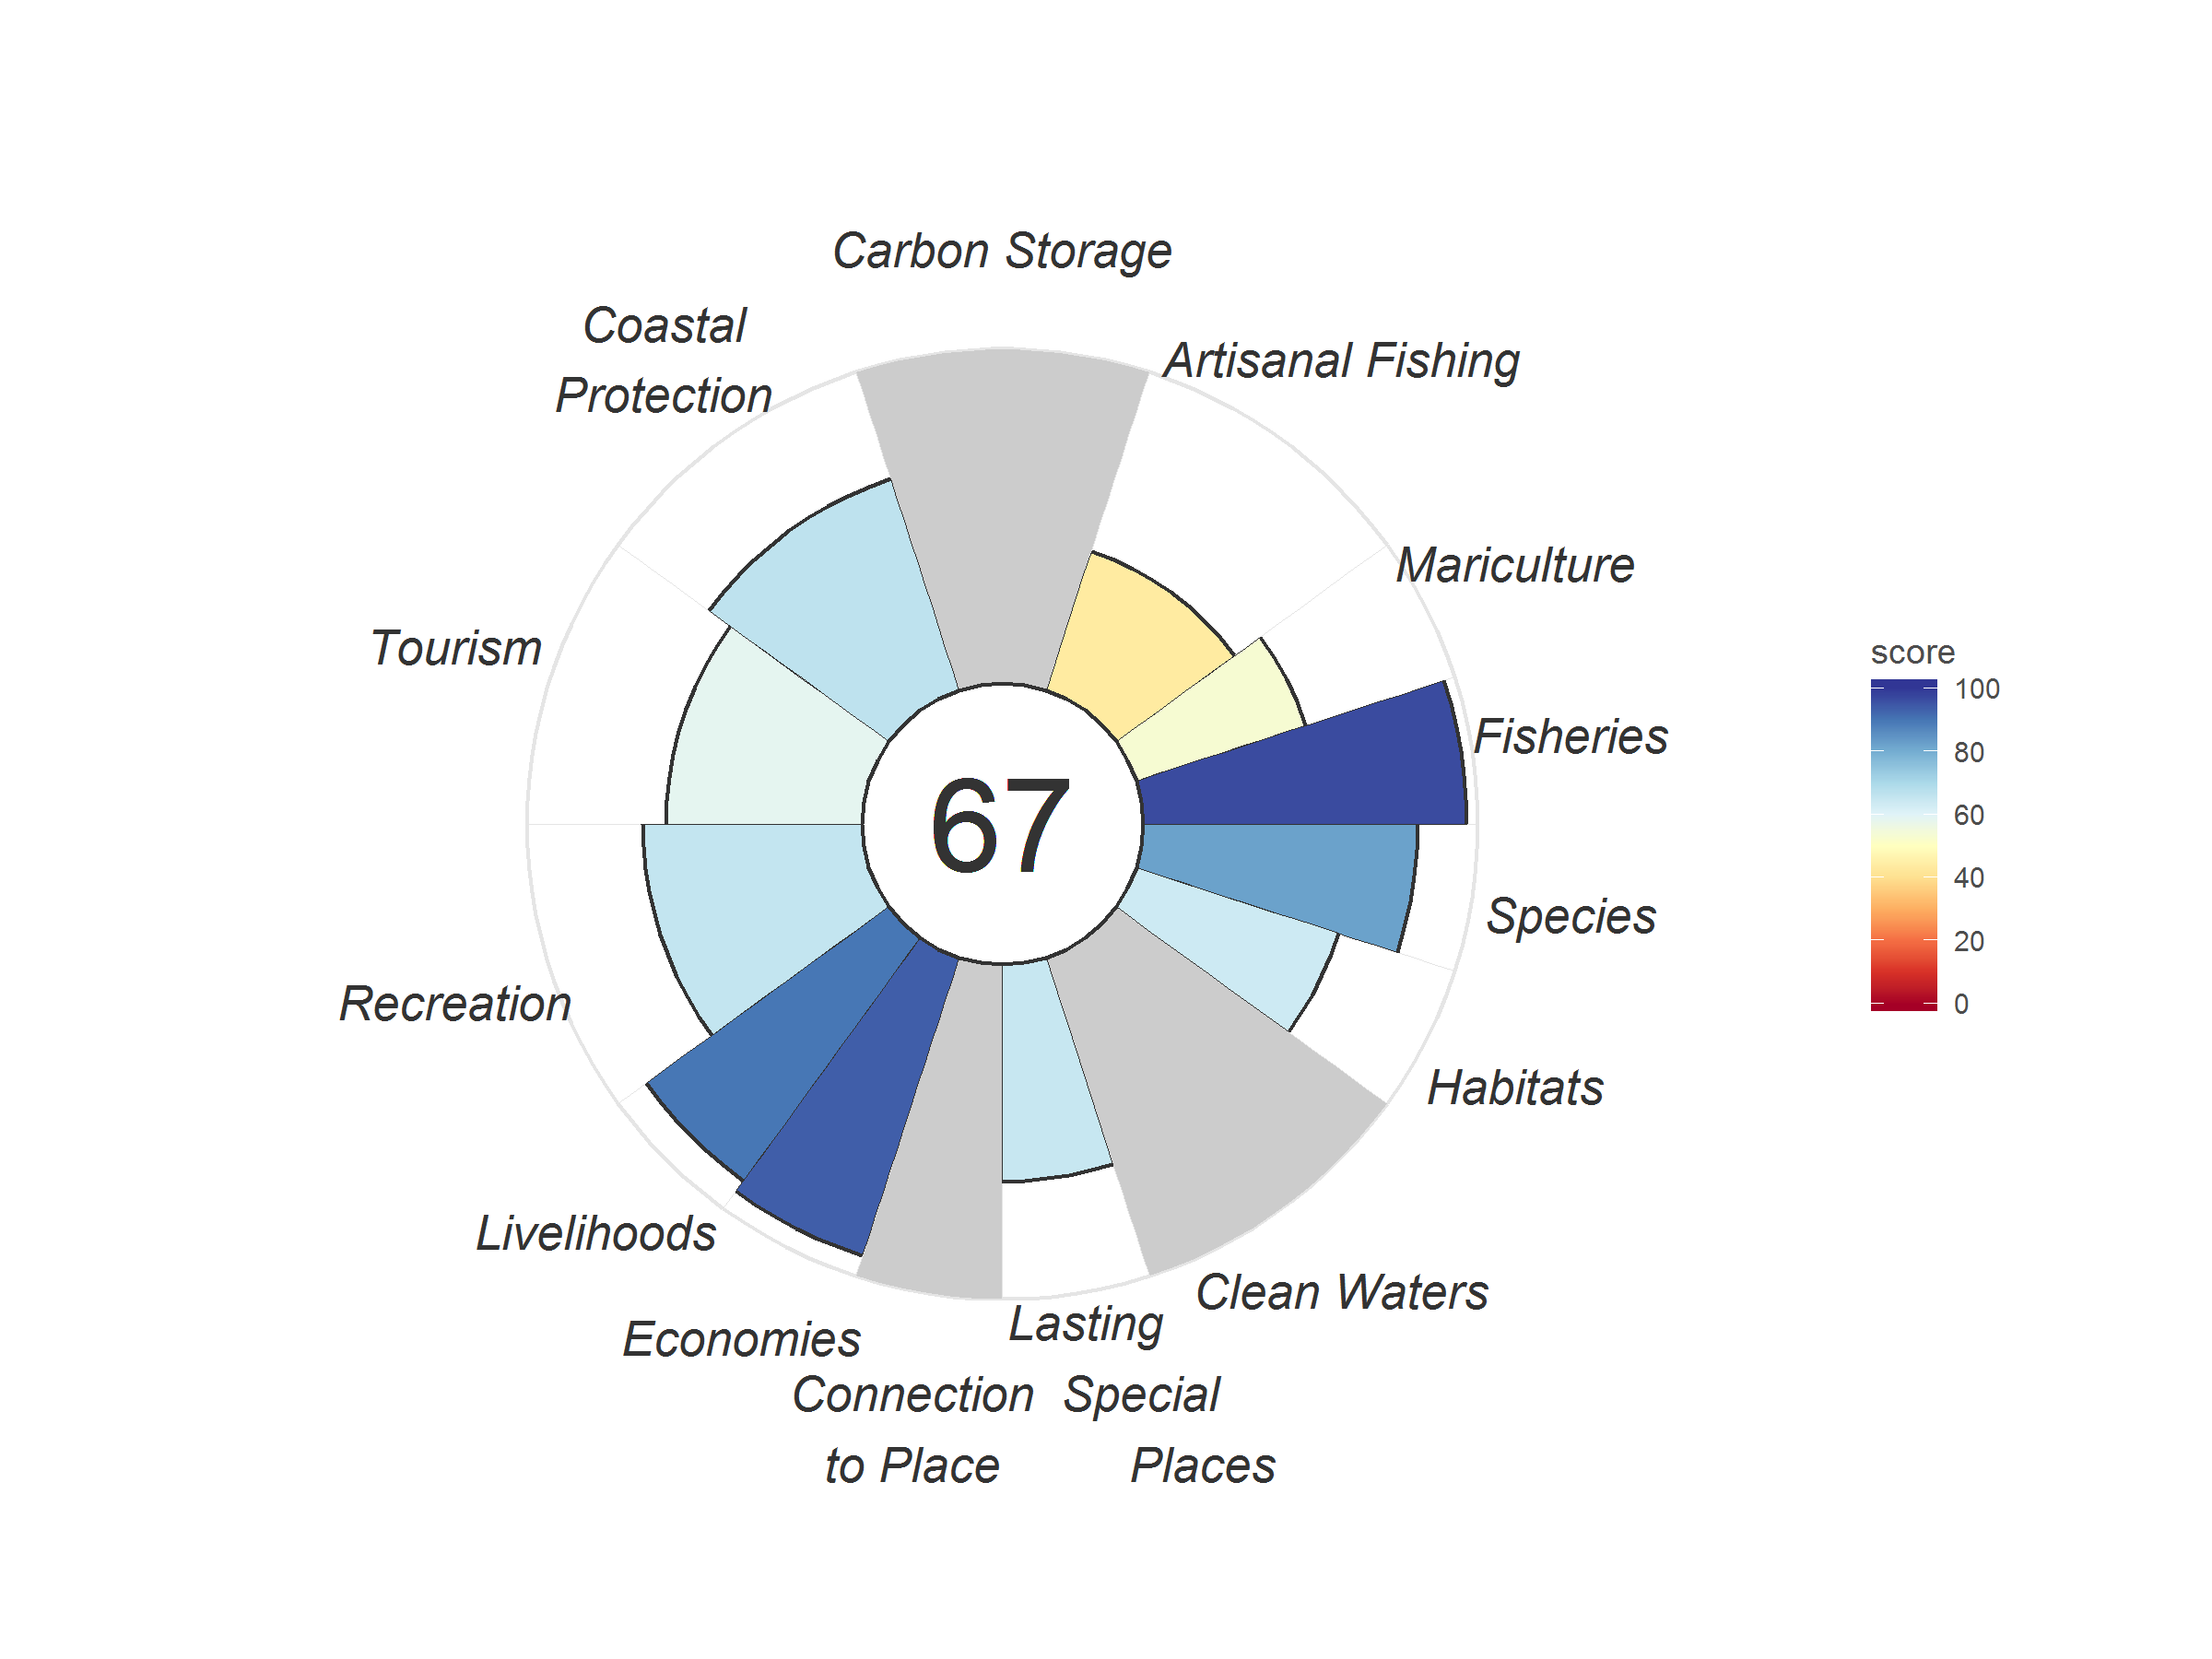 Carbon Storage
Coastal
Protection
Artisanal Fishing
Mariculture
Tourism
Fisheries
67
Species
Recreation
Habitats
Livelihoods
Clean Waters
Economies
Lasting
Special
Places
Connection
to Place
score
100
80
60
40
20
0